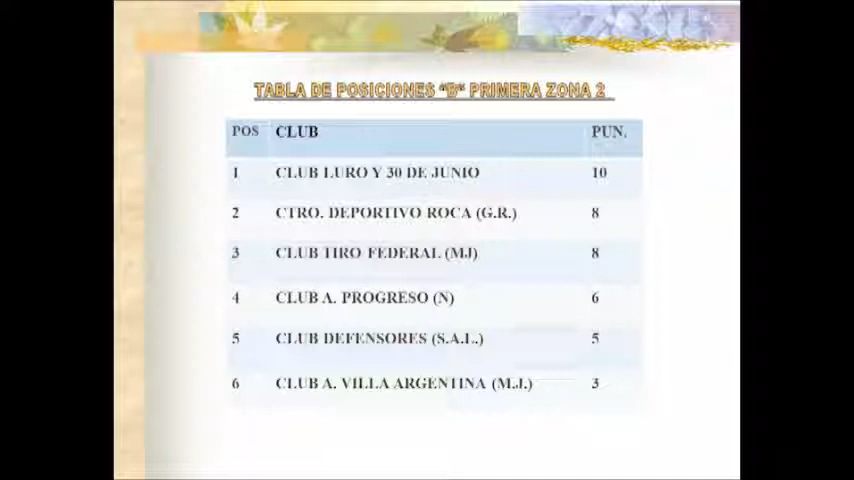 TABLA DE POSICIONES "B" PRIMERA ZONA 2
POS CLUB PUN.
1 CLUB LURO Y 30 DE JUNIO 10
2 CTRO. DEPORTIVO ROCA (G.R.) 8
3 CLUB TIRO FEDERAL (MJ) 8
4 CLUB A. PROGRESO (N) 6
5 CLUB DEFENSORES (S.A.L.) 5
6 CLUB A. VILLA ARGENTINA (M.J.) 3